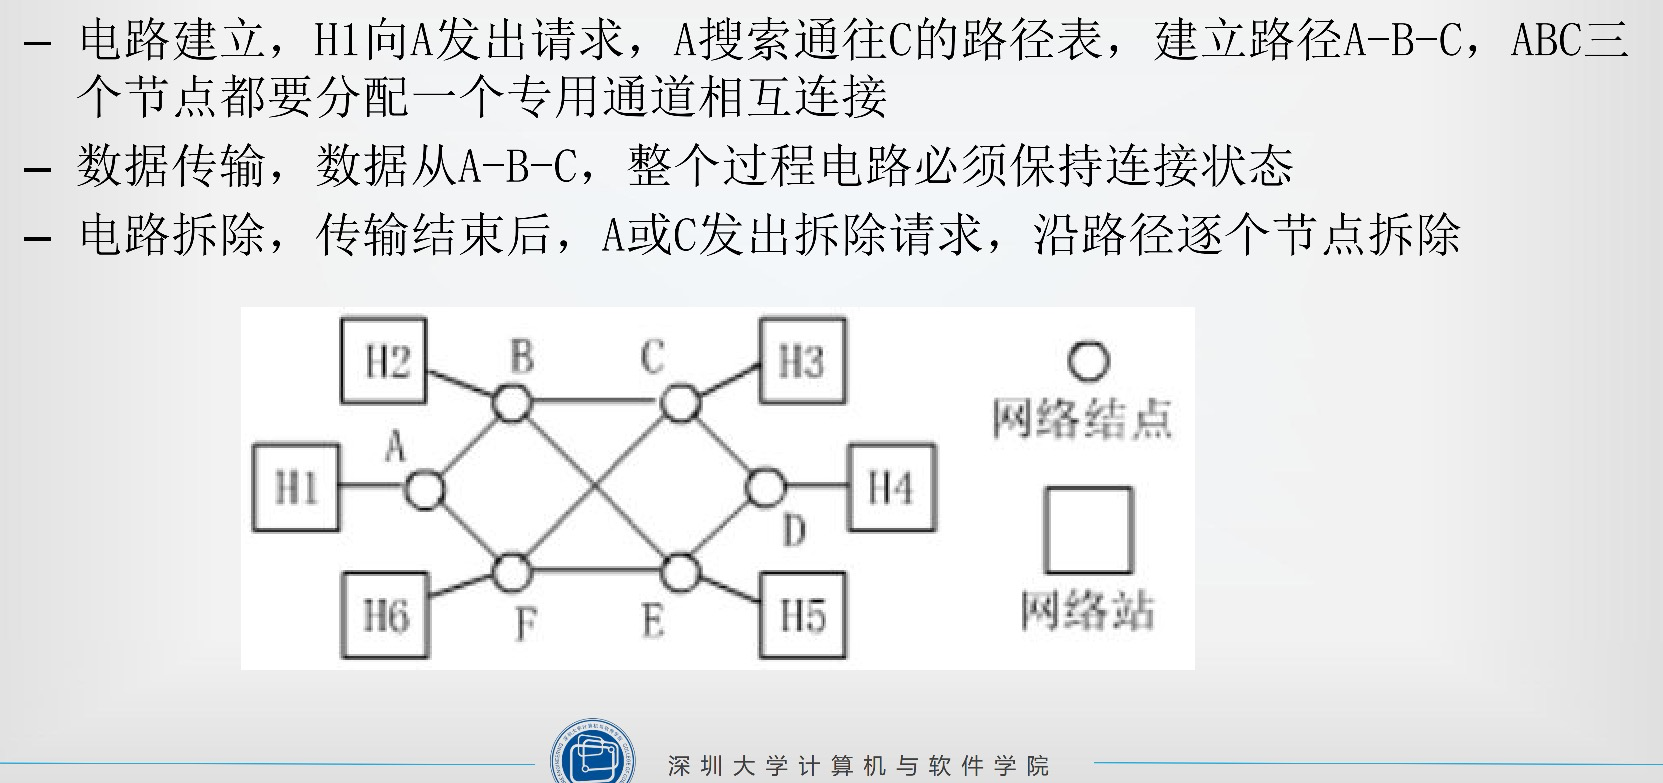 — 电路建立，H1向A发出请求，A搜索通往C的路径表，建立路径A-B-C，ABC三
个节点都要分配一个专用通道相互连接
— 数据传输，数据从A-B-C，整个过程电路必须保持连接状态
— 电路拆除，传输结束后，A或C发出拆除请求，沿路径逐个节点拆除
H2
B
C
H3
网络结点
A
H1
H4
D
H6
F
E
H5
网络站
深圳大学计算机与软件学院